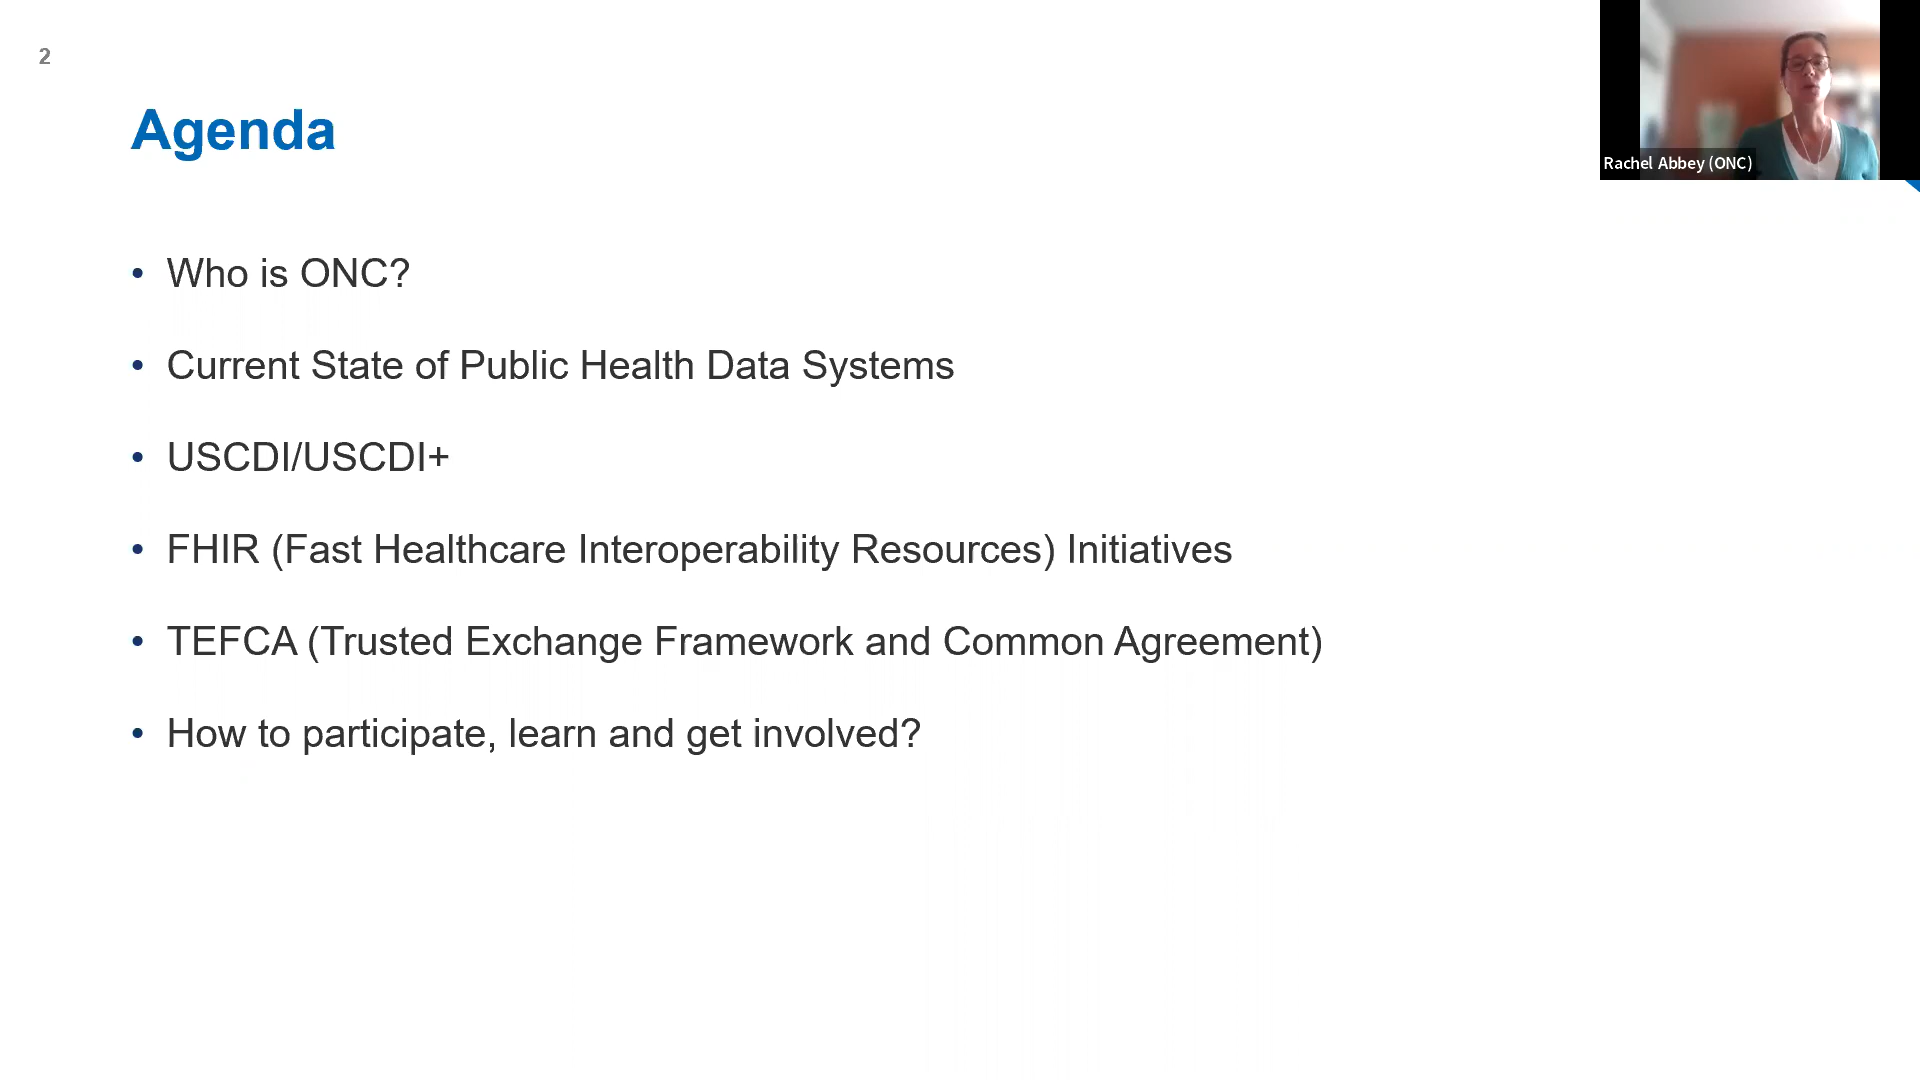 2
Agenda
Rachel Abbey (ONC)
• Who is ONC?
• Current State of Public Health Data Systems
• USCDI/USCDI+
• FHIR (Fast Healthcare Interoperability Resources) Initiatives
• TEFCA (Trusted Exchange Framework and Common Agreement)
• How to participate, learn and get involved?